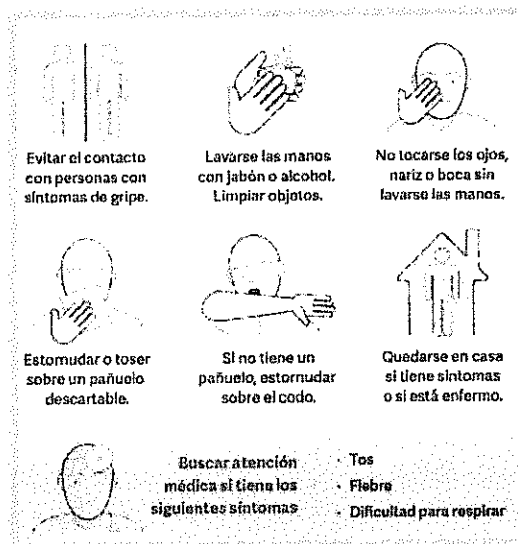 Evitar el contacto
con personas con
síntomas de gripe.
Lavarse las manos
con jabón o alcohol.
Limpiar objetos.
No tocarse los ojos,
nariz o boca sin
lavarse las manos.
Estornudar o toser
sobre un pañuelo
descartable.
Si no tiene un
pañuelo, estornudar
sobre el codo.
Quedarse en casa
si tiene síntomas
o si está enfermo.
Buscar atención
médica si tiene los
siguientes síntomas
· Tos
· Fiebre
· Dificultad para respirar